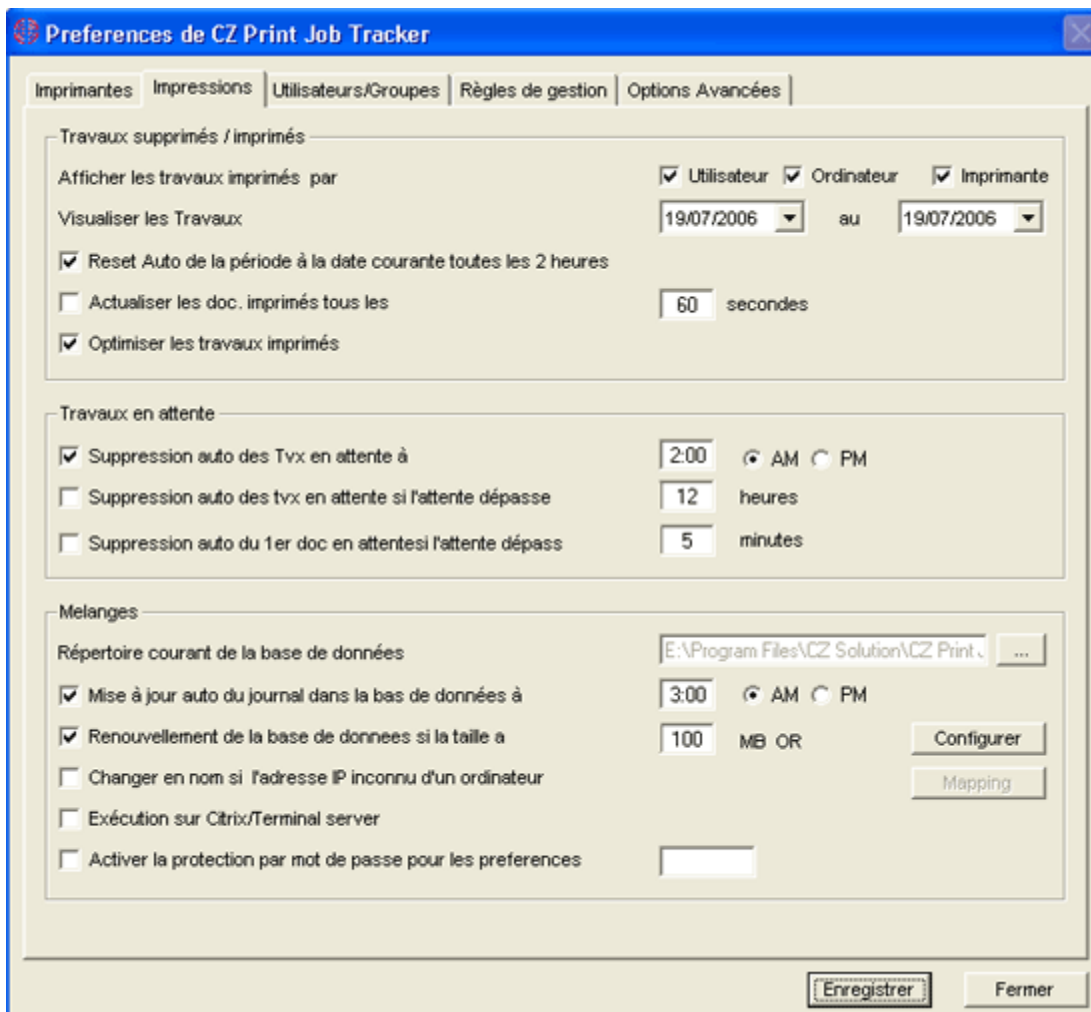 Preferences de CZ Print Job Tracker
Imprimantes Impressions Utilisateurs/Groupes Règles de gestion Options Avancées
Travaux supprimés / imprimés
Afficher les travaux imprimés par Utilisateur Ordinateur Imprimante
Visualiser les Travaux 19/07/2006 au 19/07/2006
Reset Auto de la période à la date courante toutes les 2 heures
Actualiser les doc. imprimés tous les 60 secondes
Optimiser les travaux imprimés
Travaux en attente
Suppression auto des Tvx en attente à 2:00 AM PM
Suppression auto des tvx en attente si l'attente dépasse 12 heures
Suppression auto du 1er doc en attentesi l'attente dépass 5 minutes
Melanges
Répertoire courant de la base de données E:\Program Files\CZ Solution\CZ Print J ...
Mise à jour auto du journal dans la bas de données à 3:00 AM PM
Renouvellement de la base de donnees si la taille a 100 MB OR Configurer
Changer en nom si l'adresse IP inconnu d'un ordinateur Mapping
Exécution sur Citrix/Terminal server
Activer la protection par mot de passe pour les preferences
Enregistrer Fermer